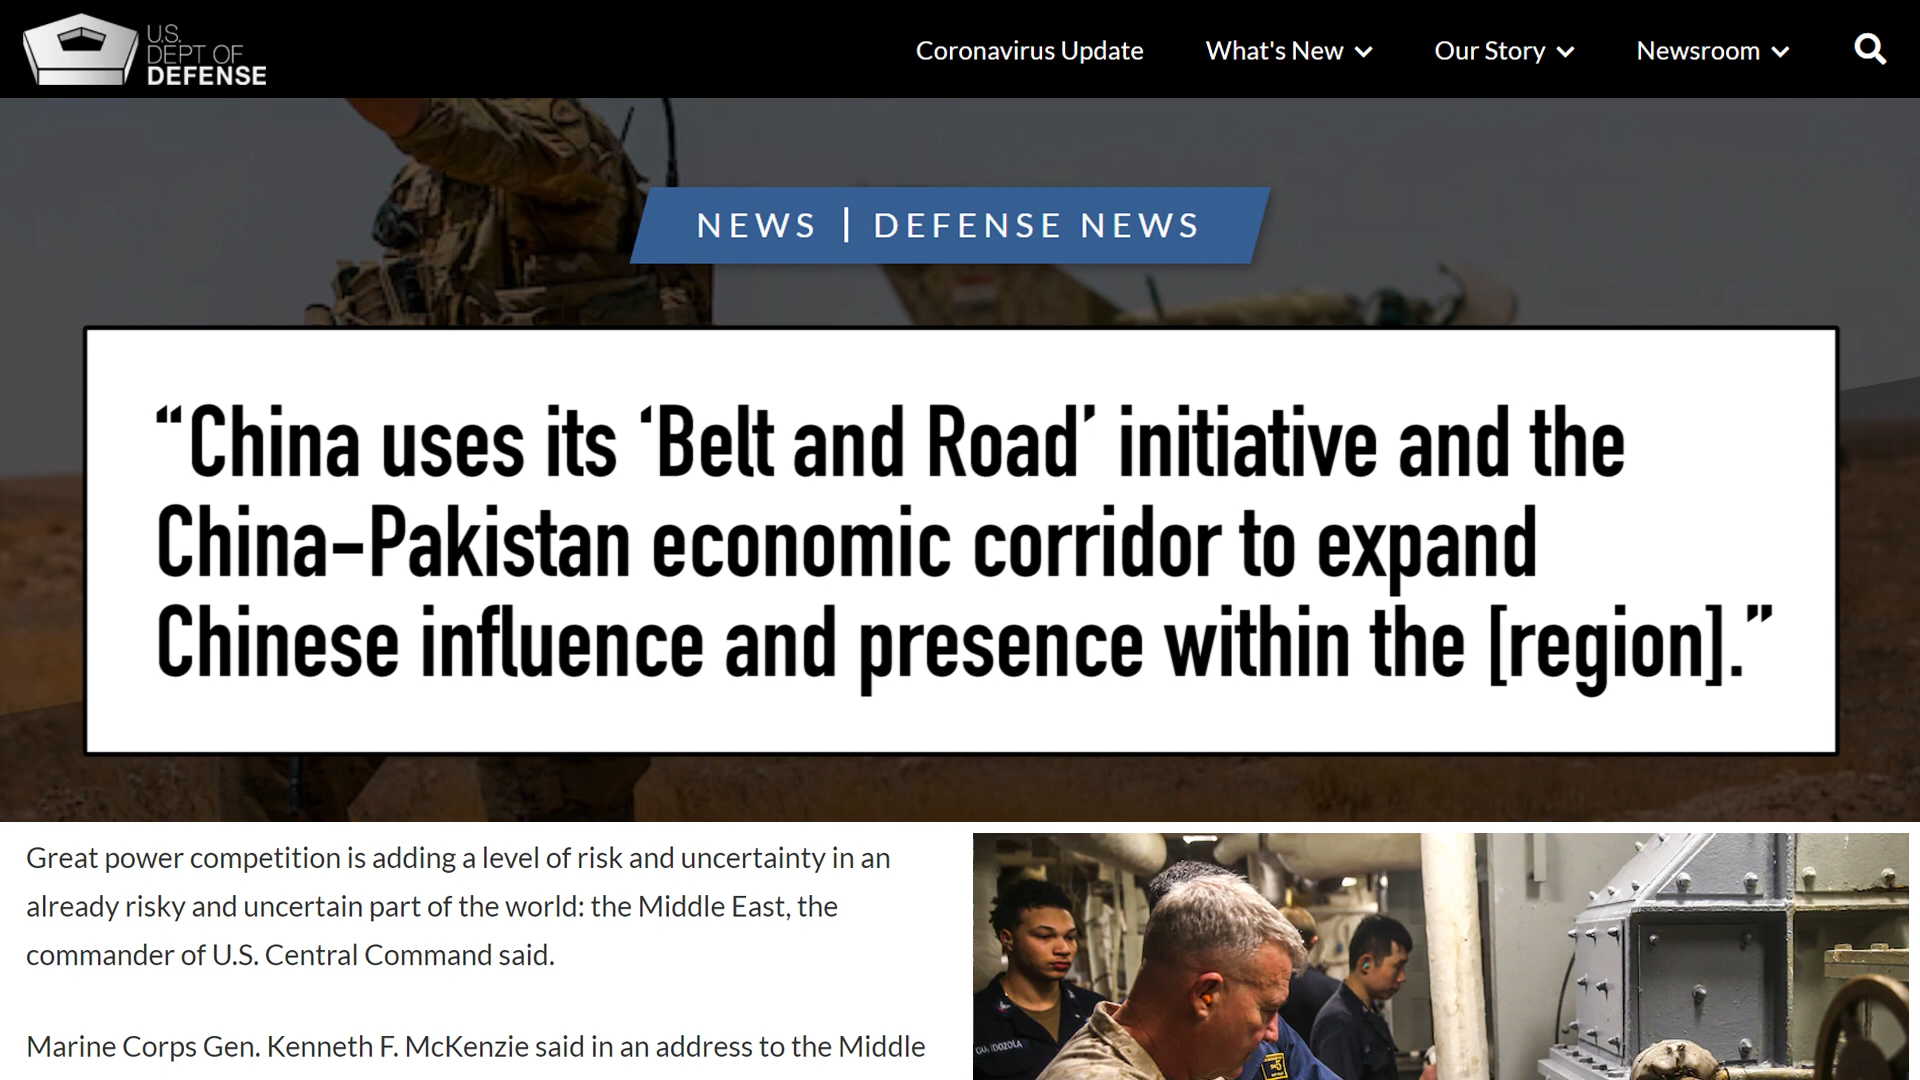 U.S.
DEPT OF
DEFENSE
Coronavirus Update
What's New
Our Story
Newsroom
NEWS | DEFENSE NEWS
“China uses its ‘Belt and Road’ initiative and the
China-Pakistan economic corridor to expand
Chinese influence and presence within the [region].”
Great power competition is adding a level of risk and uncertainty in an
already risky and uncertain part of the world: the Middle East, the
commander of U.S. Central Command said.
Marine Corps Gen. Kenneth F. McKenzie said in an address to the Middle